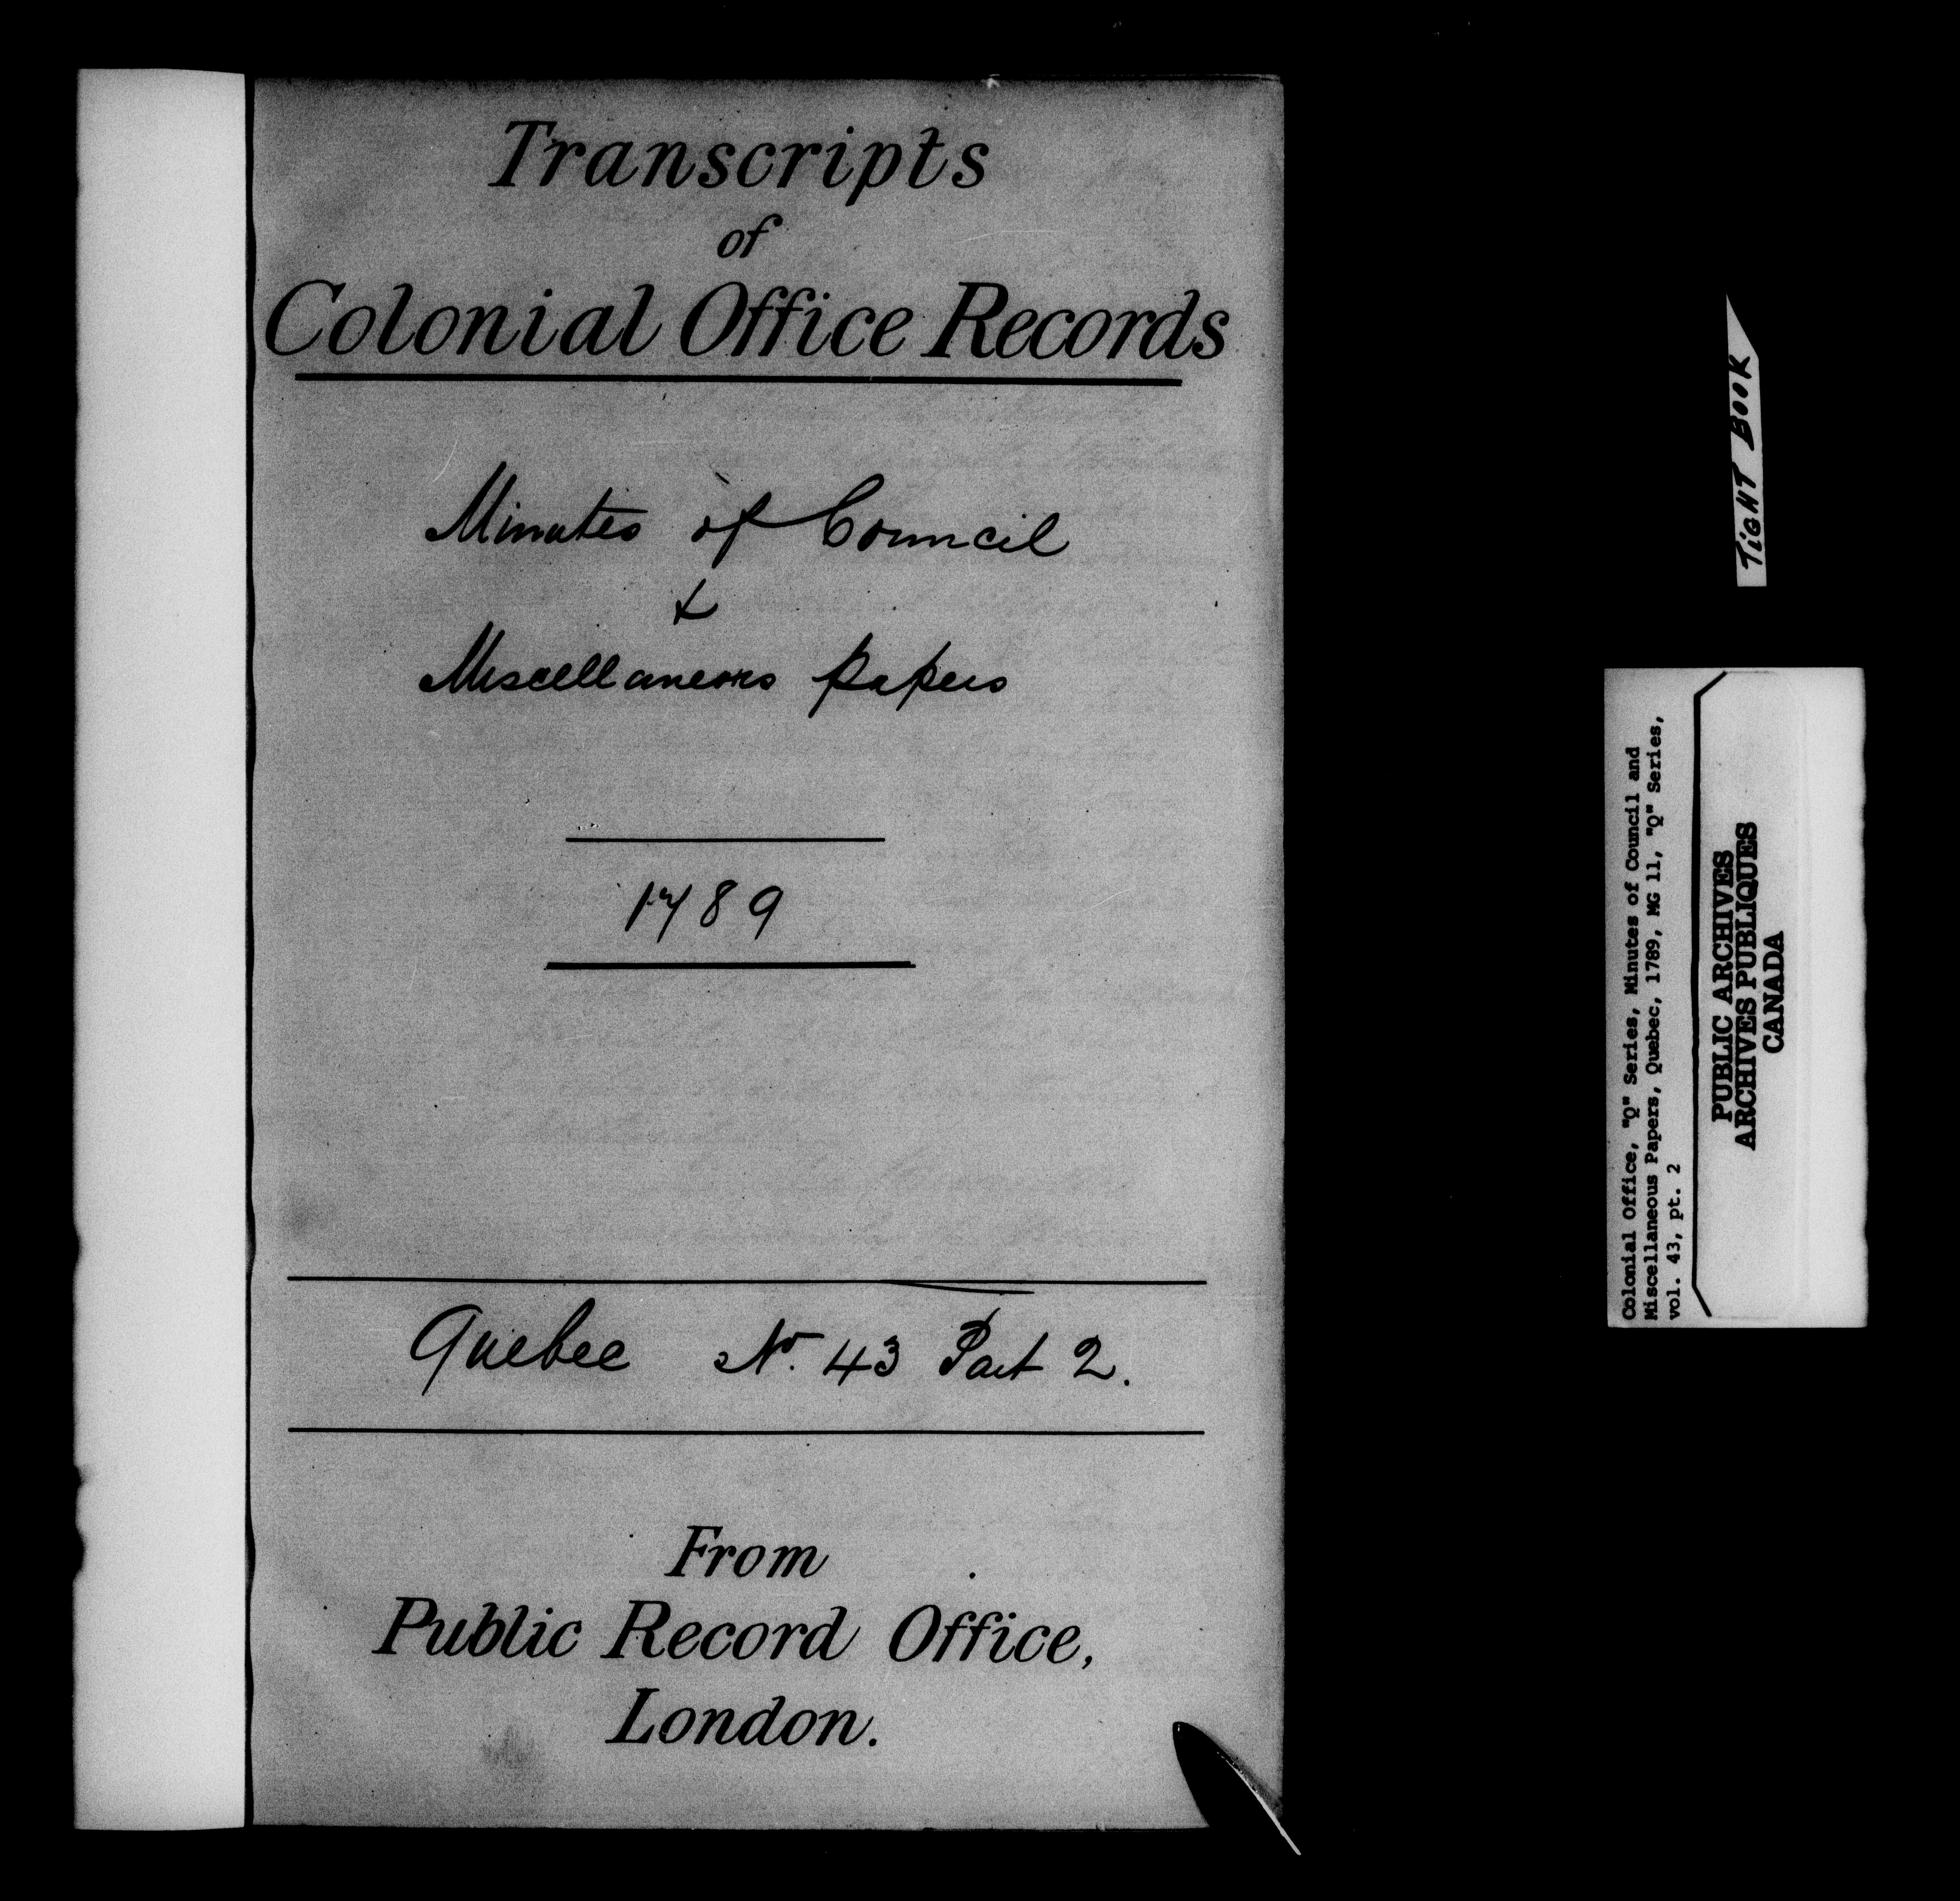 Transcripts
of
Colonial Office Records
Minutes of Council
&
Miscellaneous papers
1789
Quebec No. 43 Part 2.
From
Public Record Office,
London.
TIGHT BOOK
Colonial Office, "Q" Series, Minutes of Council and
Miscellaneous Papers, Quebec, 1789, MG 11, "Q" Series,
vol. 43, pt. 2
PUBLIC ARCHIVES
ARCHIVES PUBLIQUES
CANADA